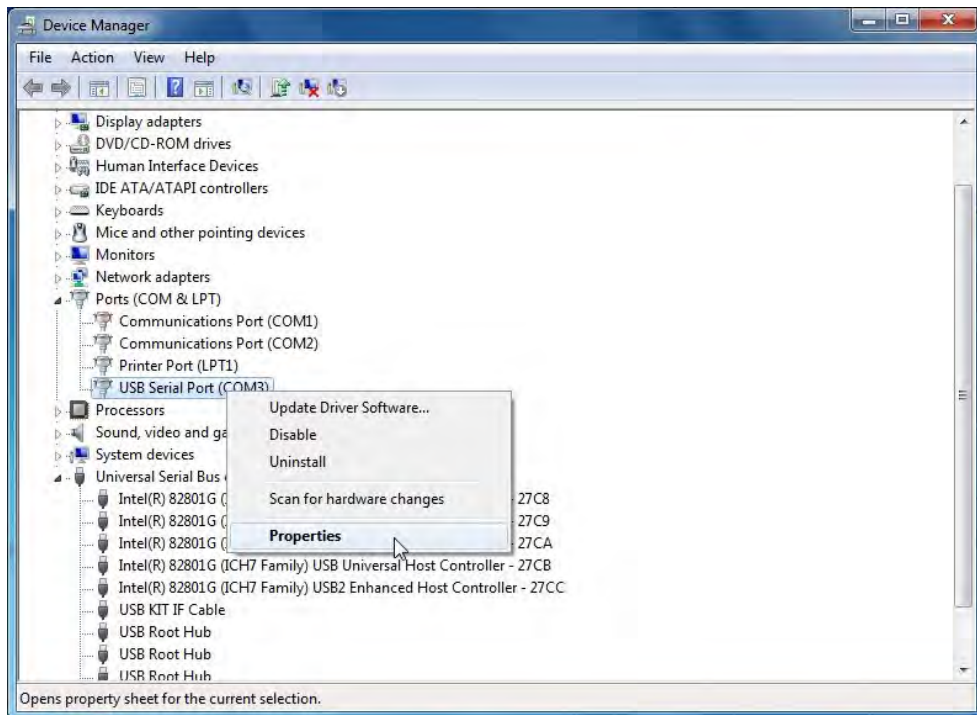 Device Manager
File Action View Help
Display adapters
DVD/CD-ROM drives
Human Interface Devices
IDE ATA/ATAPI controllers
Keyboards
Mice and other pointing devices
Monitors
Network adapters
Ports (COM & LPT)
Communications Port (COM1)
Communications Port (COM2)
Printer Port (LPT1)
USB Serial Port (COM3)
Processors
Sound, video and ga
System devices
Universal Serial Bus
Update Driver Software...
Disable
Uninstall
Scan for hardware changes
Properties
Intel(R) 82801G ( - 27C8
Intel(R) 82801G ( - 27C9
Intel(R) 82801G ( - 27CA
Intel(R) 82801G (ICH7 Family) USB Universal Host Controller - 27CB
Intel(R) 82801G (ICH7 Family) USB2 Enhanced Host Controller - 27CC
USB KIT IF Cable
USB Root Hub
USB Root Hub
USB Root Hub
Opens property sheet for the current selection.